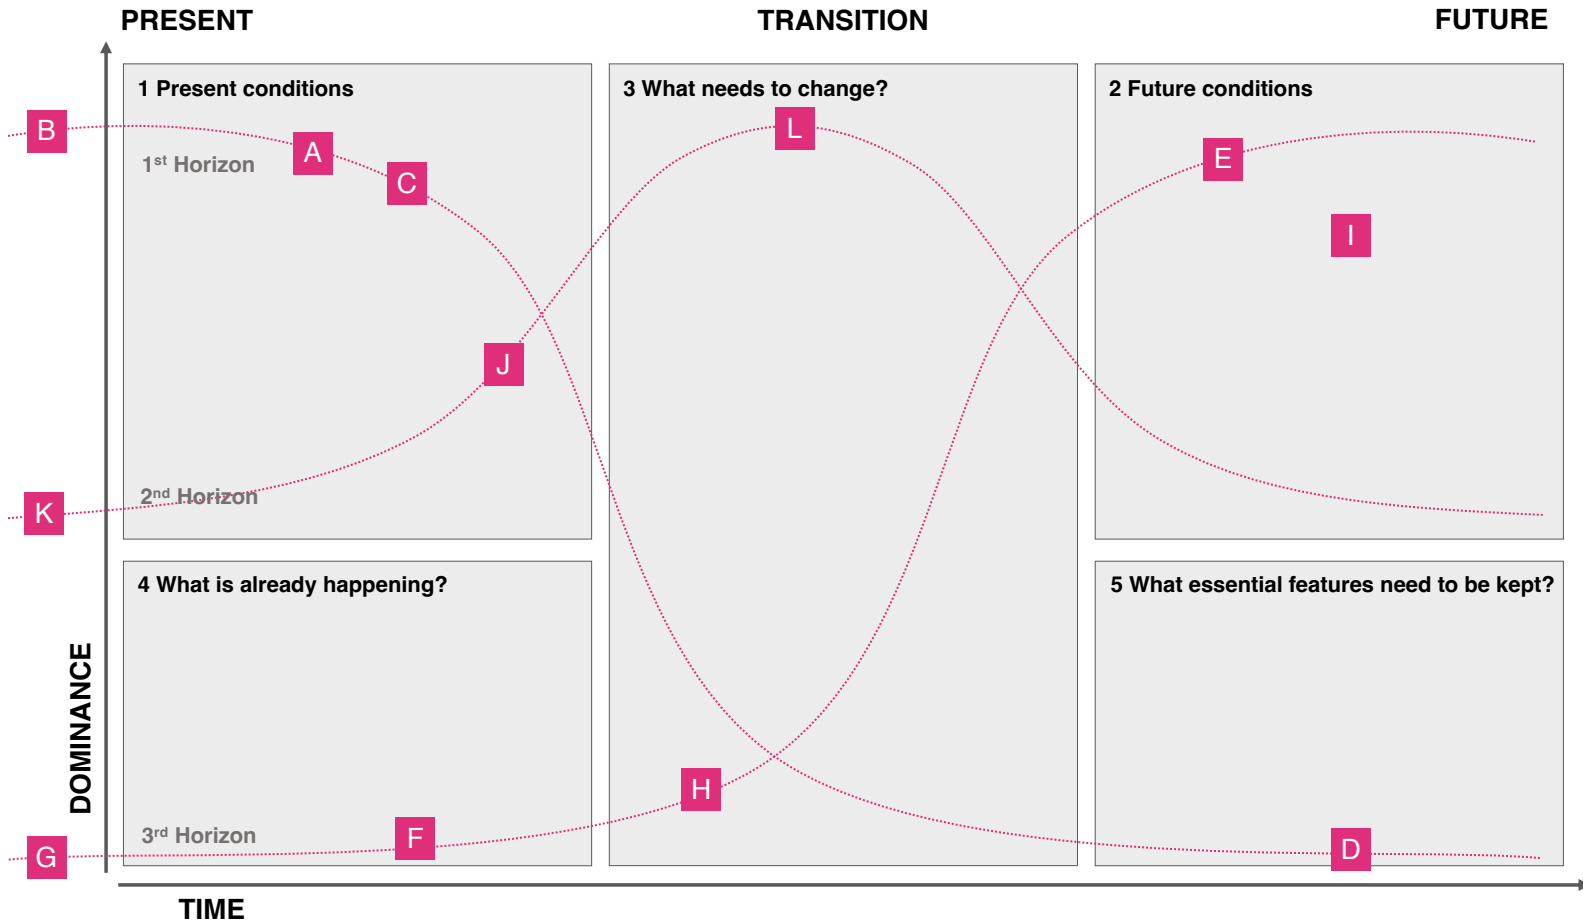 PRESENT
TRANSITION
FUTURE
1 Present conditions
3 What needs to change?
2 Future conditions
B
A
C
L
E
I
1st Horizon
J
2nd Horizon
K
4 What is already happening?
5 What essential features need to be kept?
DOMINANCE
H
3rd Horizon
F
G
D
TIME